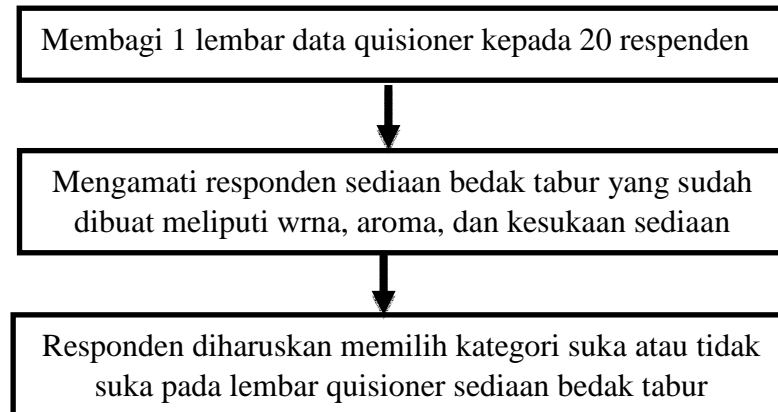 Membagi 1 lembar data quisioner kepada 20 respenden
Mengamati responden sediaan bedak tabur yang sudah
dibuat meliputi wrna, aroma, dan kesukaan sediaan
Responden diharuskan memilih kategori suka atau tidak
suka pada lembar quisioner sediaan bedak tabur